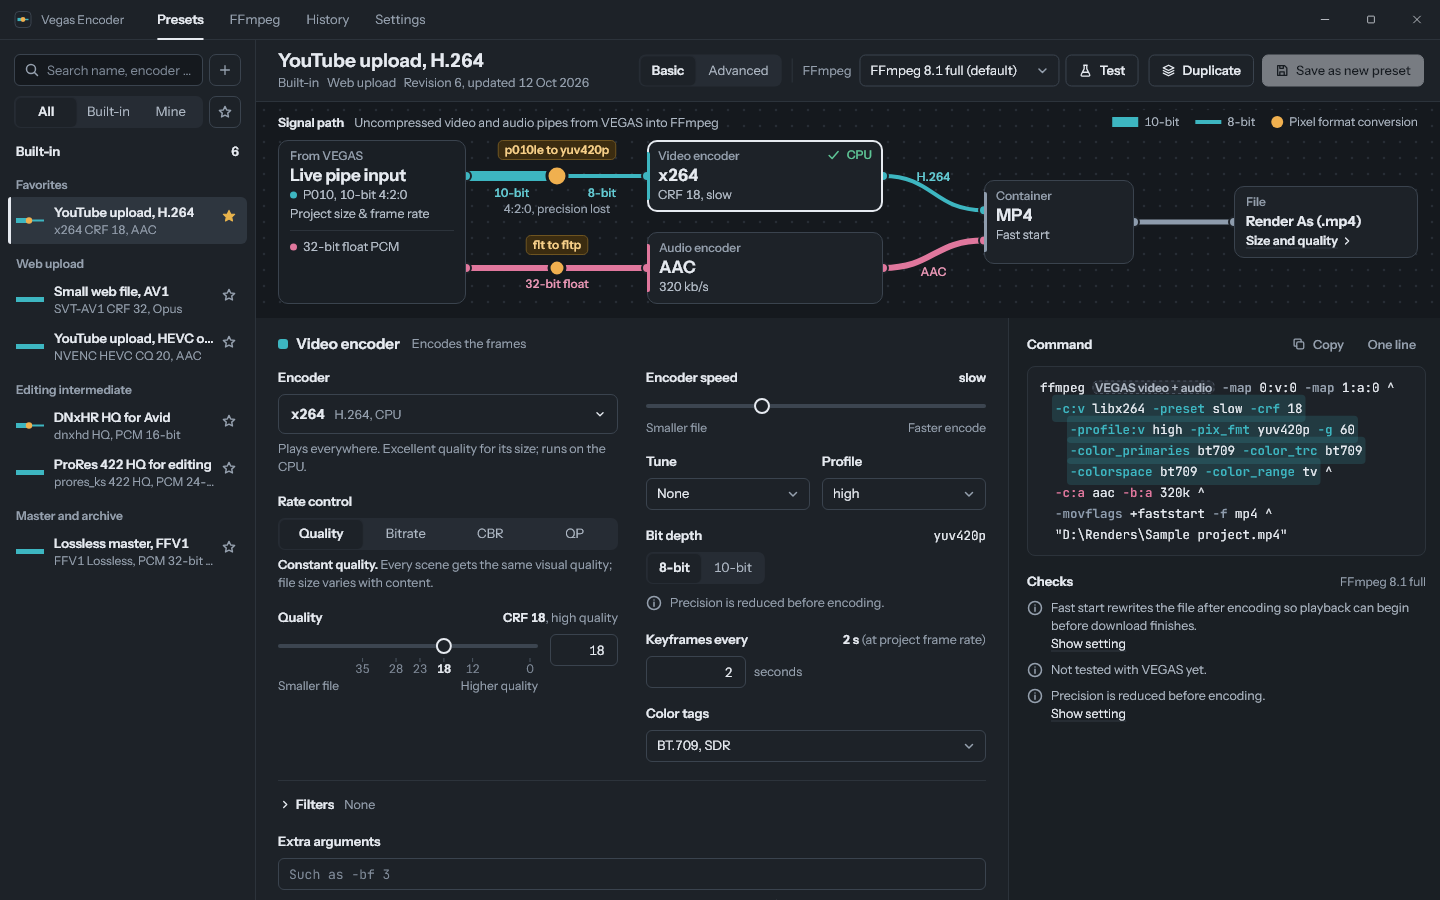 Vegas Encoder
Presets
FFmpeg
History
Settings
Search name, encoder ...
All
Built-in
Mine
Built-in
6
Favorites
YouTube upload, H.264
x264 CRF 18, AAC
Web upload
Small web file, AV1
SVT-AV1 CRF 32, Opus
YouTube upload, HEVC o...
NVENC HEVC CQ 20, AAC
Editing intermediate
DNxHR HQ for Avid
dnxhd HQ, PCM 16-bit
ProRes 422 HQ for editing
prores_ks 422 HQ, PCM 24-...
Master and archive
Lossless master, FFV1
FFV1 Lossless, PCM 32-bit ...
YouTube upload, H.264
Built-in Web upload Revision 6, updated 12 Oct 2026
Basic
Advanced
FFmpeg
FFmpeg 8.1 full (default)
Test
Duplicate
Save as new preset
Signal path Uncompressed video and audio pipes from VEGAS into FFmpeg
10-bit
8-bit
Pixel format conversion
From VEGAS
Live pipe input
P010, 10-bit 4:2:0
Project size & frame rate
32-bit float PCM
p010le to yuv420p
10-bit
8-bit
4:2:0, precision lost
flt to fltp
32-bit float
Video encoder
CPU
x264
CRF 18, slow
Audio encoder
AAC
320 kb/s
H.264
AAC
Container
MP4
Fast start
File
Render As (.mp4)
Size and quality
Video encoder Encodes the frames
Encoder
x264 H.264, CPU
Plays everywhere. Excellent quality for its size; runs on the
CPU.
Rate control
Quality
Bitrate
CBR
QP
Constant quality. Every scene gets the same visual quality;
file size varies with content.
Quality
CRF 18, high quality
18
35 28 23 18 12 0
Smaller file
Higher quality
Encoder speed
slow
Smaller file
Faster encode
Tune
None
Profile
high
Bit depth
yuv420p
8-bit
10-bit
Precision is reduced before encoding.
Keyframes every
2 s (at project frame rate)
2
seconds
Color tags
BT.709, SDR
Filters None
Extra arguments
Such as -bf 3
Command
Copy
One line
ffmpeg VEGAS video + audio -map 0:v:0 -map 1:a:0 ^
-c:v libx264 -preset slow -crf 18
-profile:v high -pix_fmt yuv420p -g 60
-color_primaries bt709 -color_trc bt709
-colorspace bt709 -color_range tv ^
-c:a aac -b:a 320k ^
-movflags +faststart -f mp4 ^
"D:\Renders\Sample project.mp4"
Checks
FFmpeg 8.1 full
Fast start rewrites the file after encoding so playback can begin
before download finishes.
Show setting
Not tested with VEGAS yet.
Precision is reduced before encoding.
Show setting